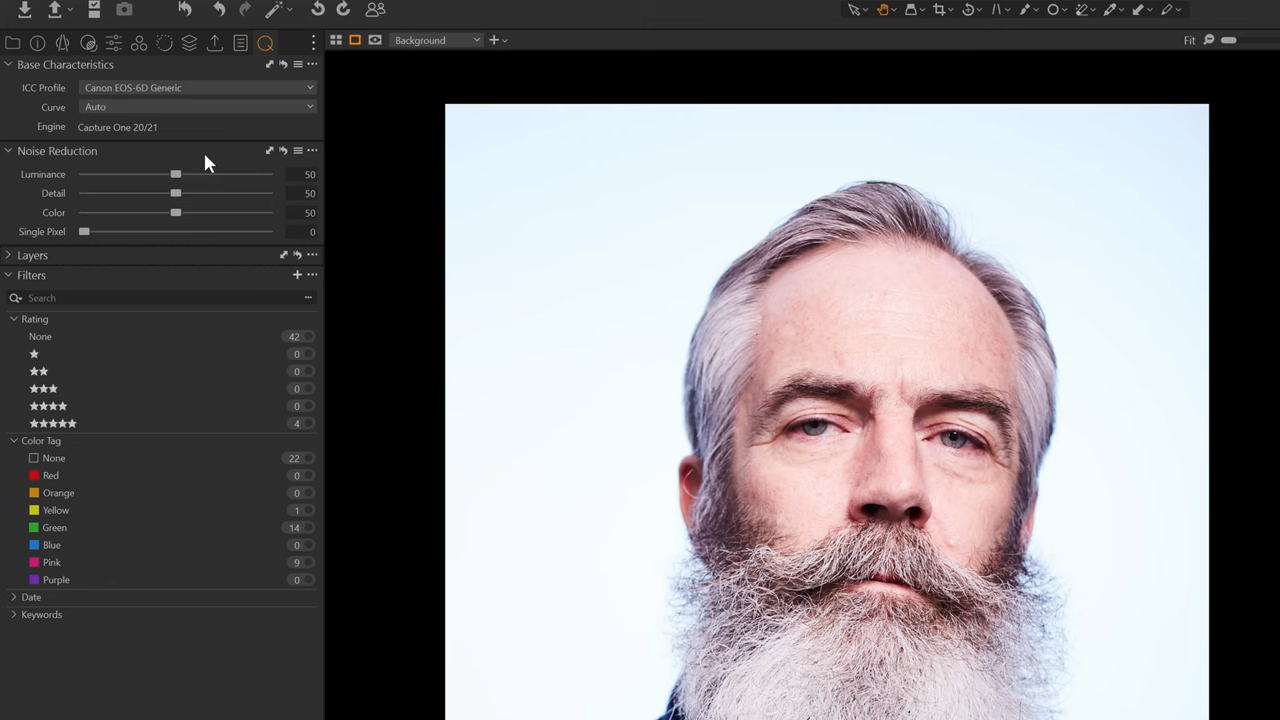 Background
Fit
Base Characteristics
ICC Profile Canon EOS-6D Generic
Curve Auto
Engine Capture One 20/21
Noise Reduction
Luminance 50
Detail 50
Color 50
Single Pixel 0
Layers
Filters
Search
Rating
None 42
0
0
0
0
4
Color Tag
None 22
Red 0
Orange 0
Yellow 1
Green 14
Blue 0
Pink 9
Purple 0
Date
Keywords